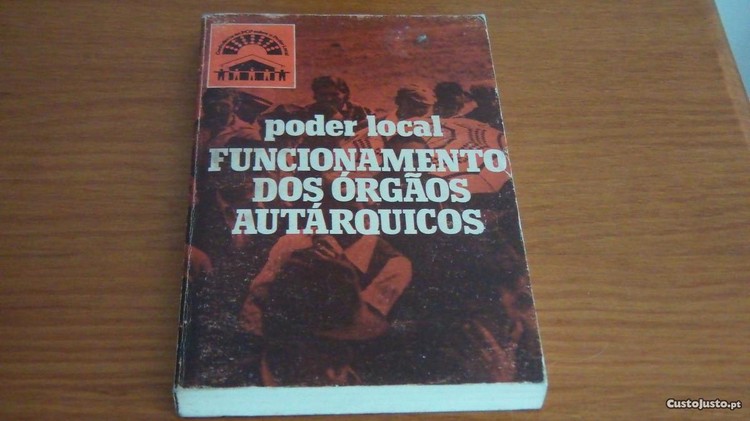 poder local
FUNCIONAMENTO
DOS ÓRGÃOS
AUTÁRQUICOS
CustoJusto.pt